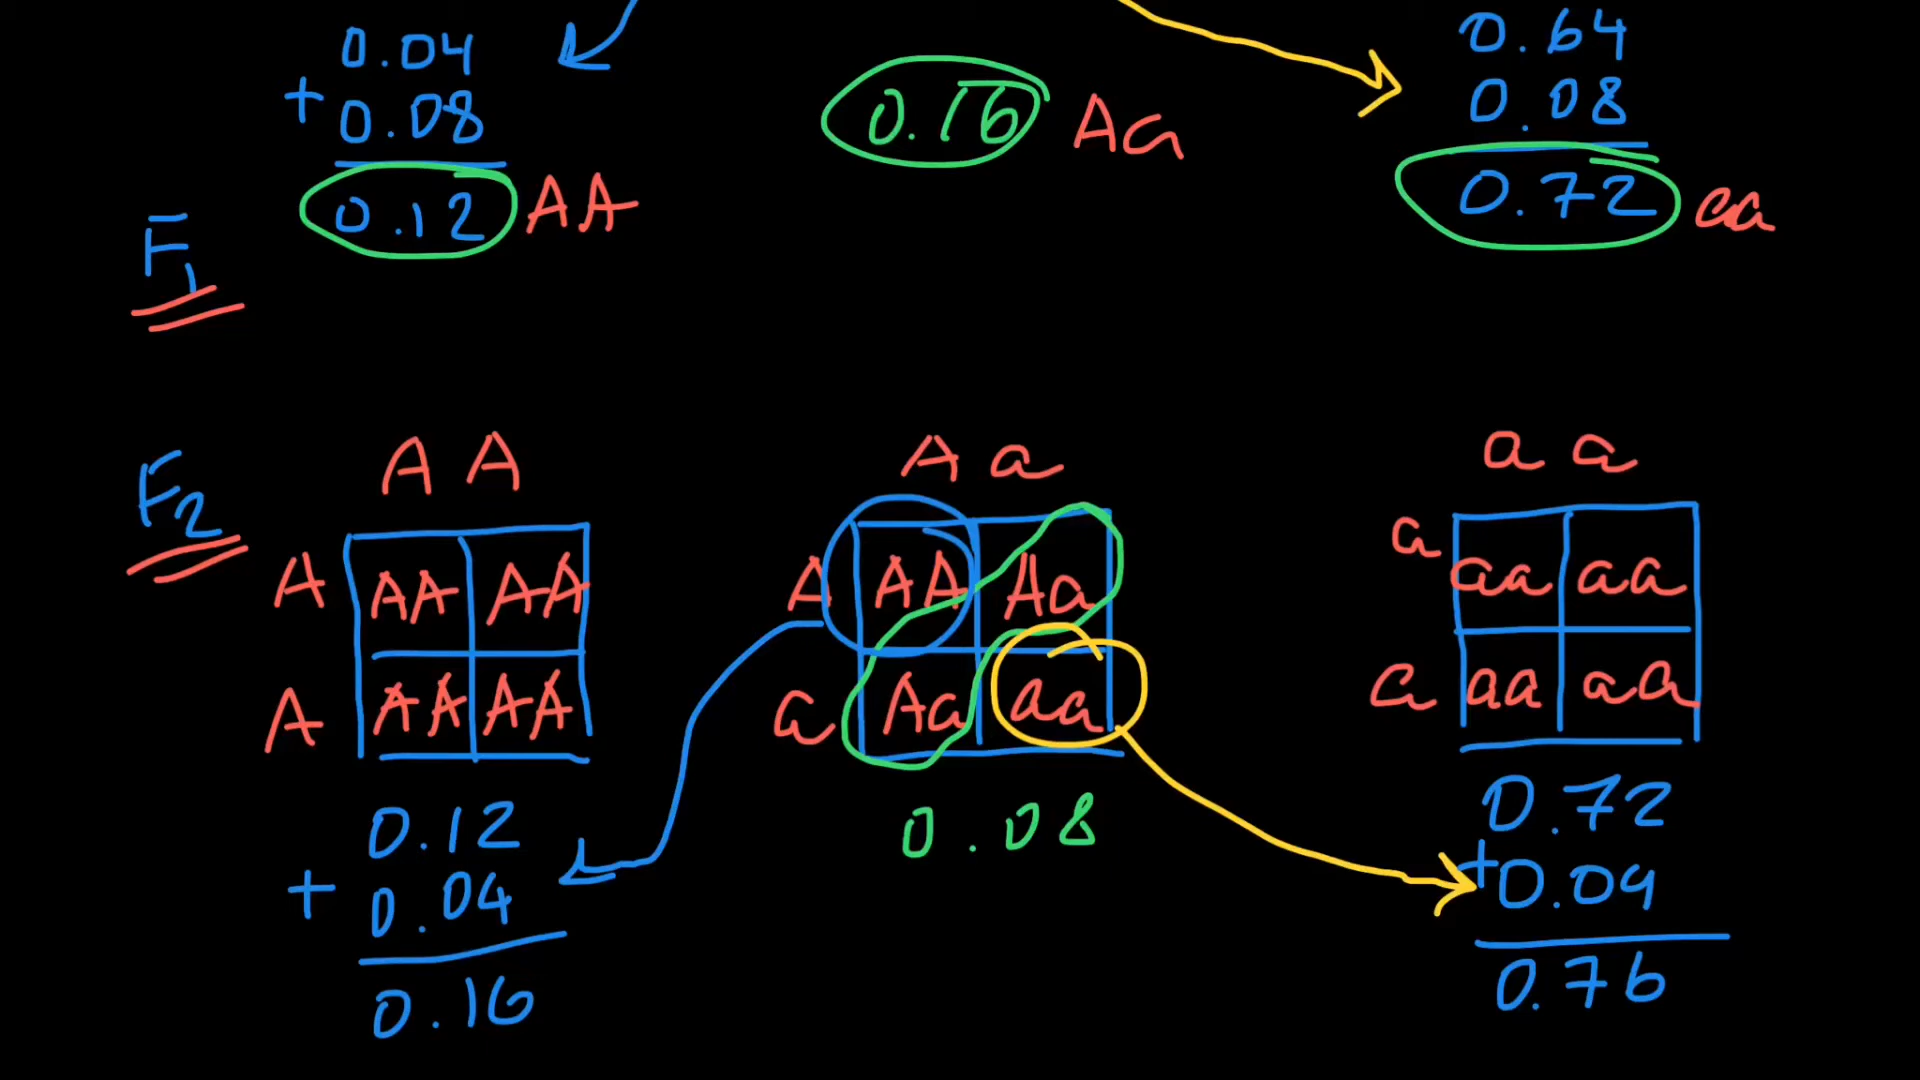 0.04
+ 0.08
0.12 AA
0.16 Aa
0.64
0.08
0.72 aa
F1
F2
A A
A AA AA
A AA AA
0.12
+ 0.04
0.16
A a
A AA Aa
a Aa aa
0.08
a a
a aa aa
a aa aa
0.72
+ 0.04
0.76